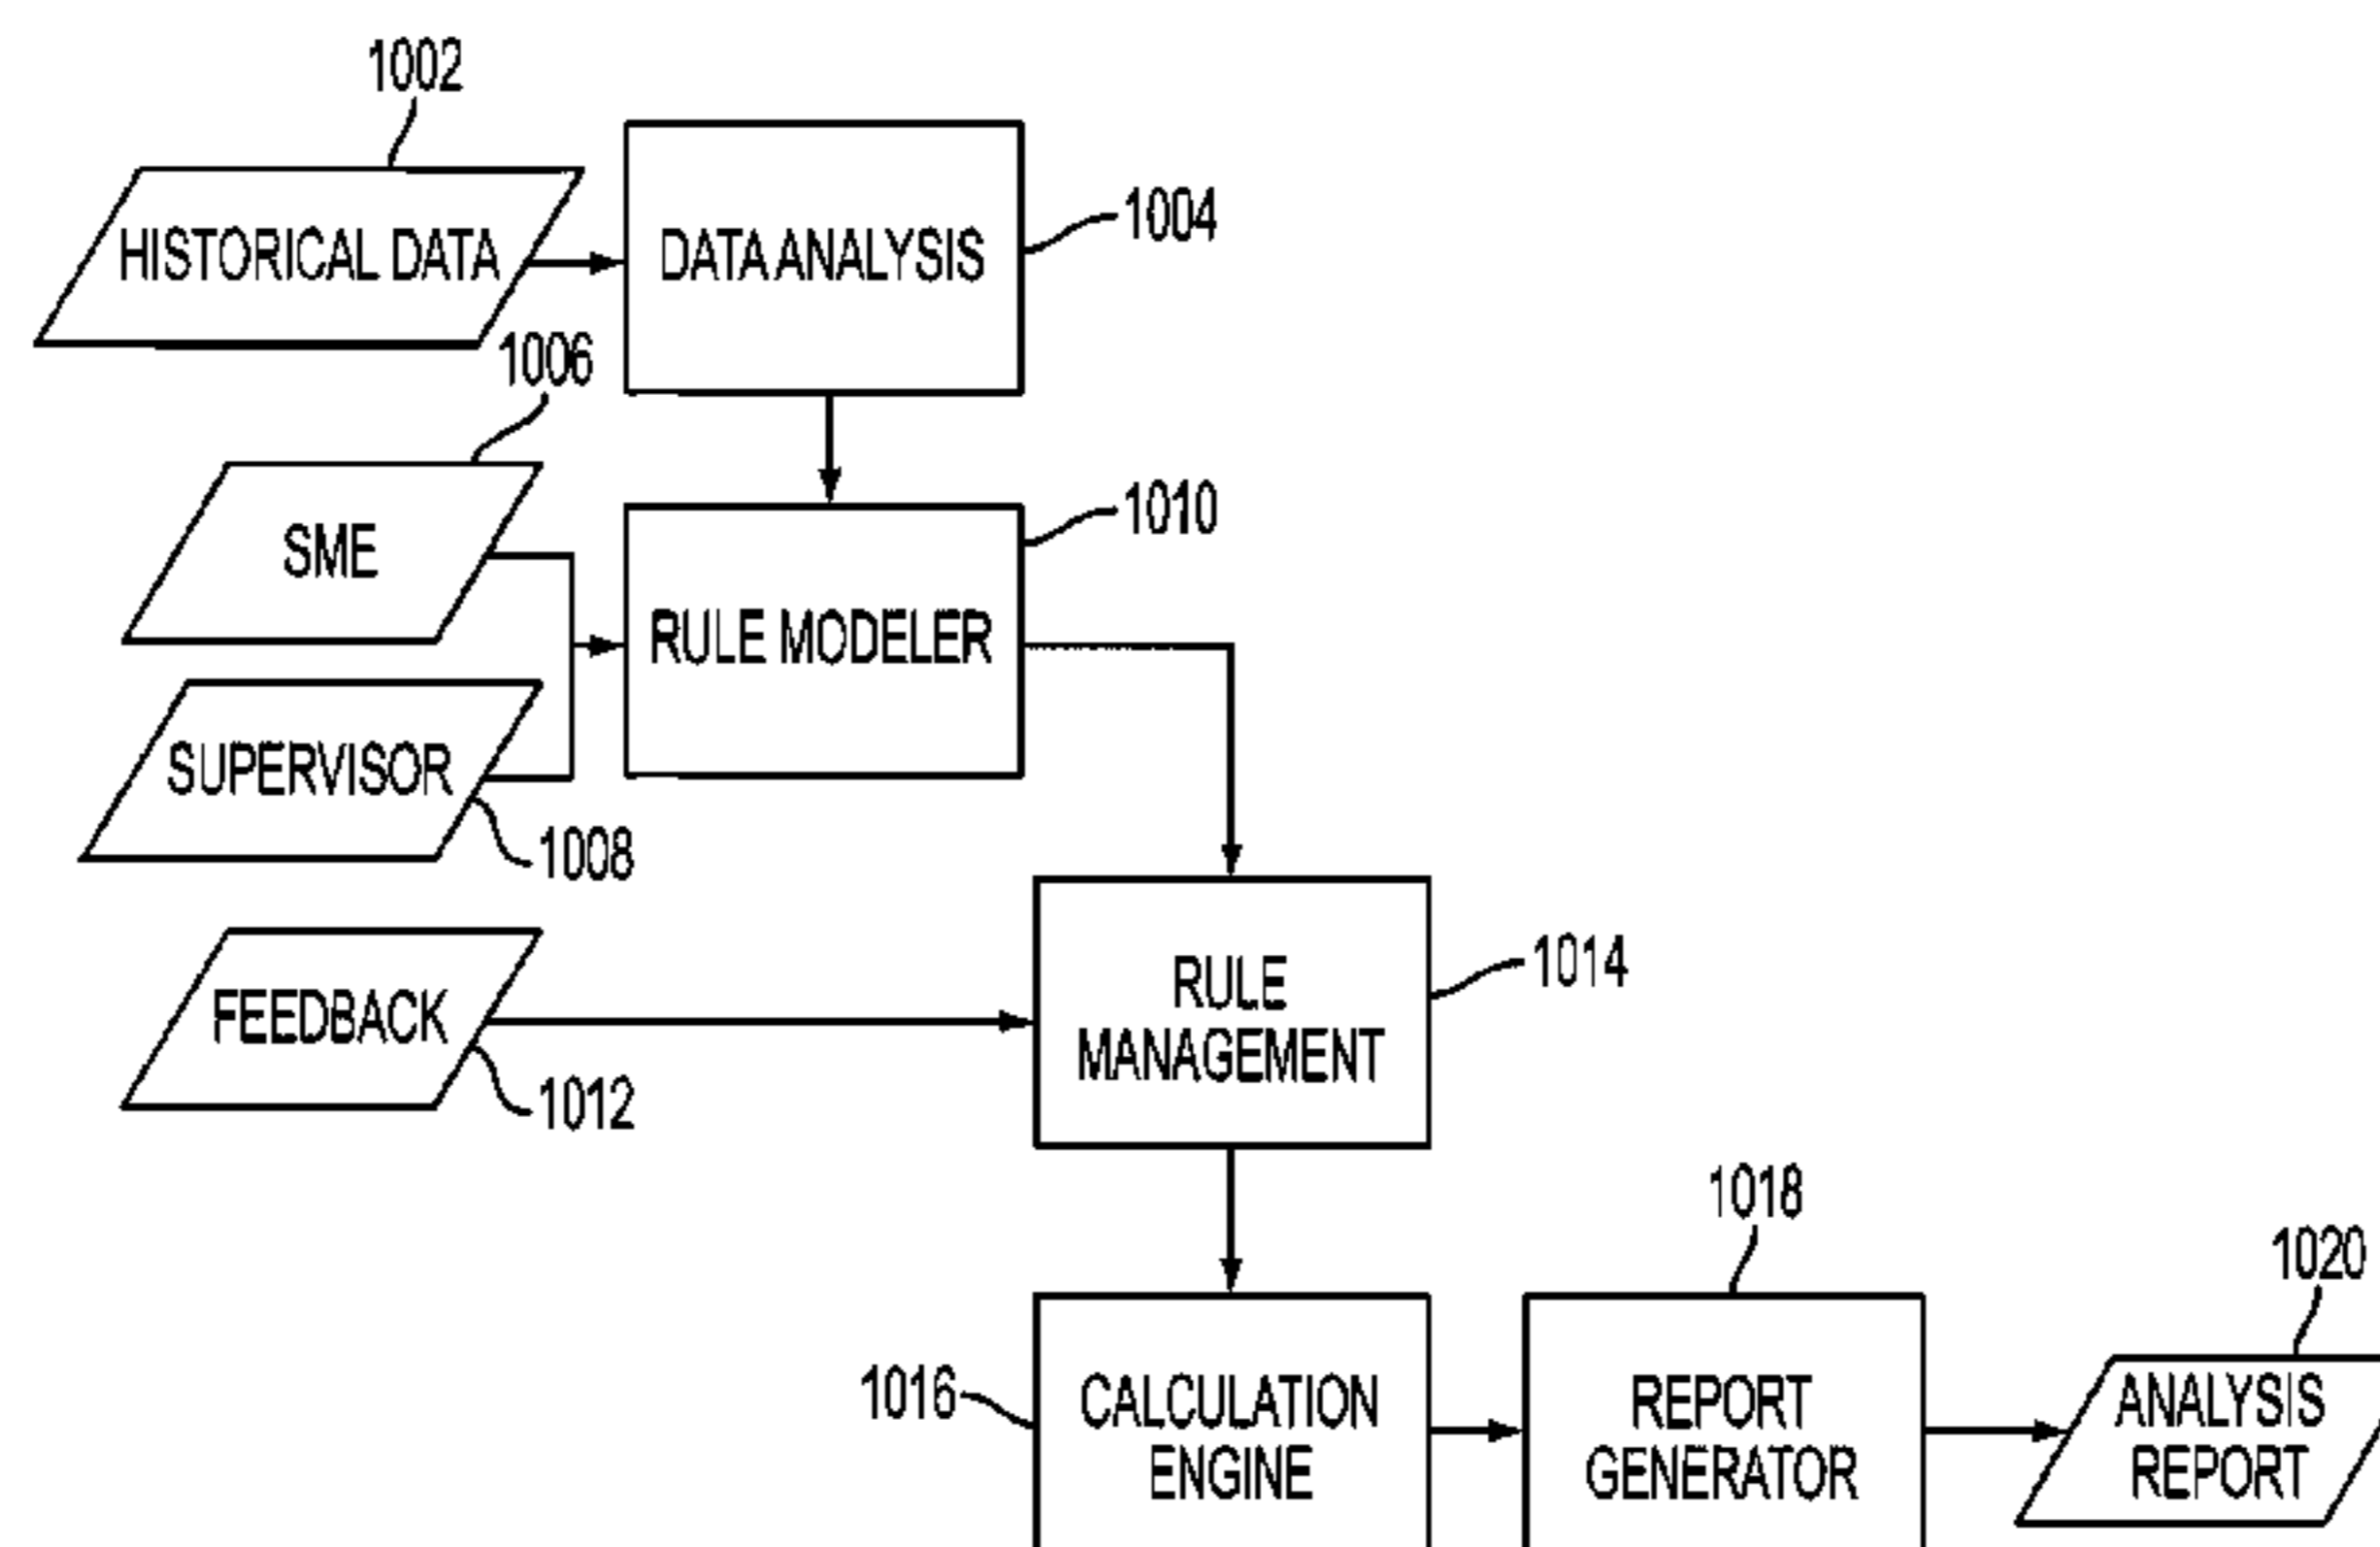 1002
HISTORICAL DATA
DATA ANALYSIS
1004
1006
SME
RULE MODELER
1010
SUPERVISOR
1008
FEEDBACK
1012
RULE
MANAGEMENT
1014
1016
CALCULATION
ENGINE
1018
REPORT
GENERATOR
1020
ANALYSIS
REPORT